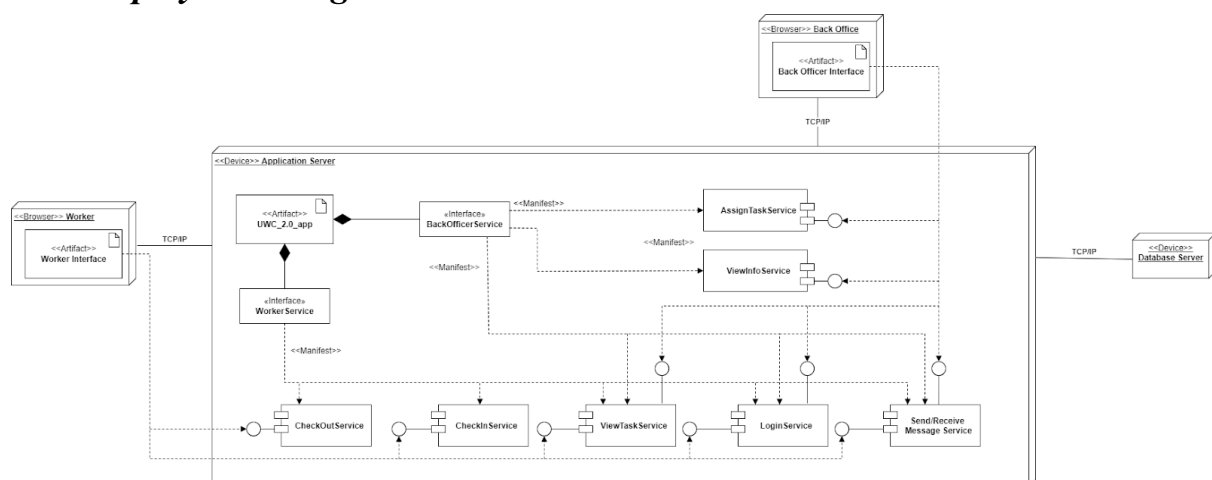 <<Browser>> Back Office
<<Artifact>>
Back Officer Interface
TCP/IP
<<Device>> Application Server
<<Artifact>>
UWC_2.0_app
«Interface»
BackOfficerService
<<Manifest>>
AssignTaskService
<<Browser>> Worker
<<Artifact>>
Worker Interface
TCP/IP
<<Manifest>>
<<Manifest>>
ViewInfoService
TCP/IP
<<Device>>
Database Server
«Interface»
WorkerService
<<Manifest>>
CheckOutService
CheckInService
ViewTaskService
LoginService
Send/Receive
Message Service